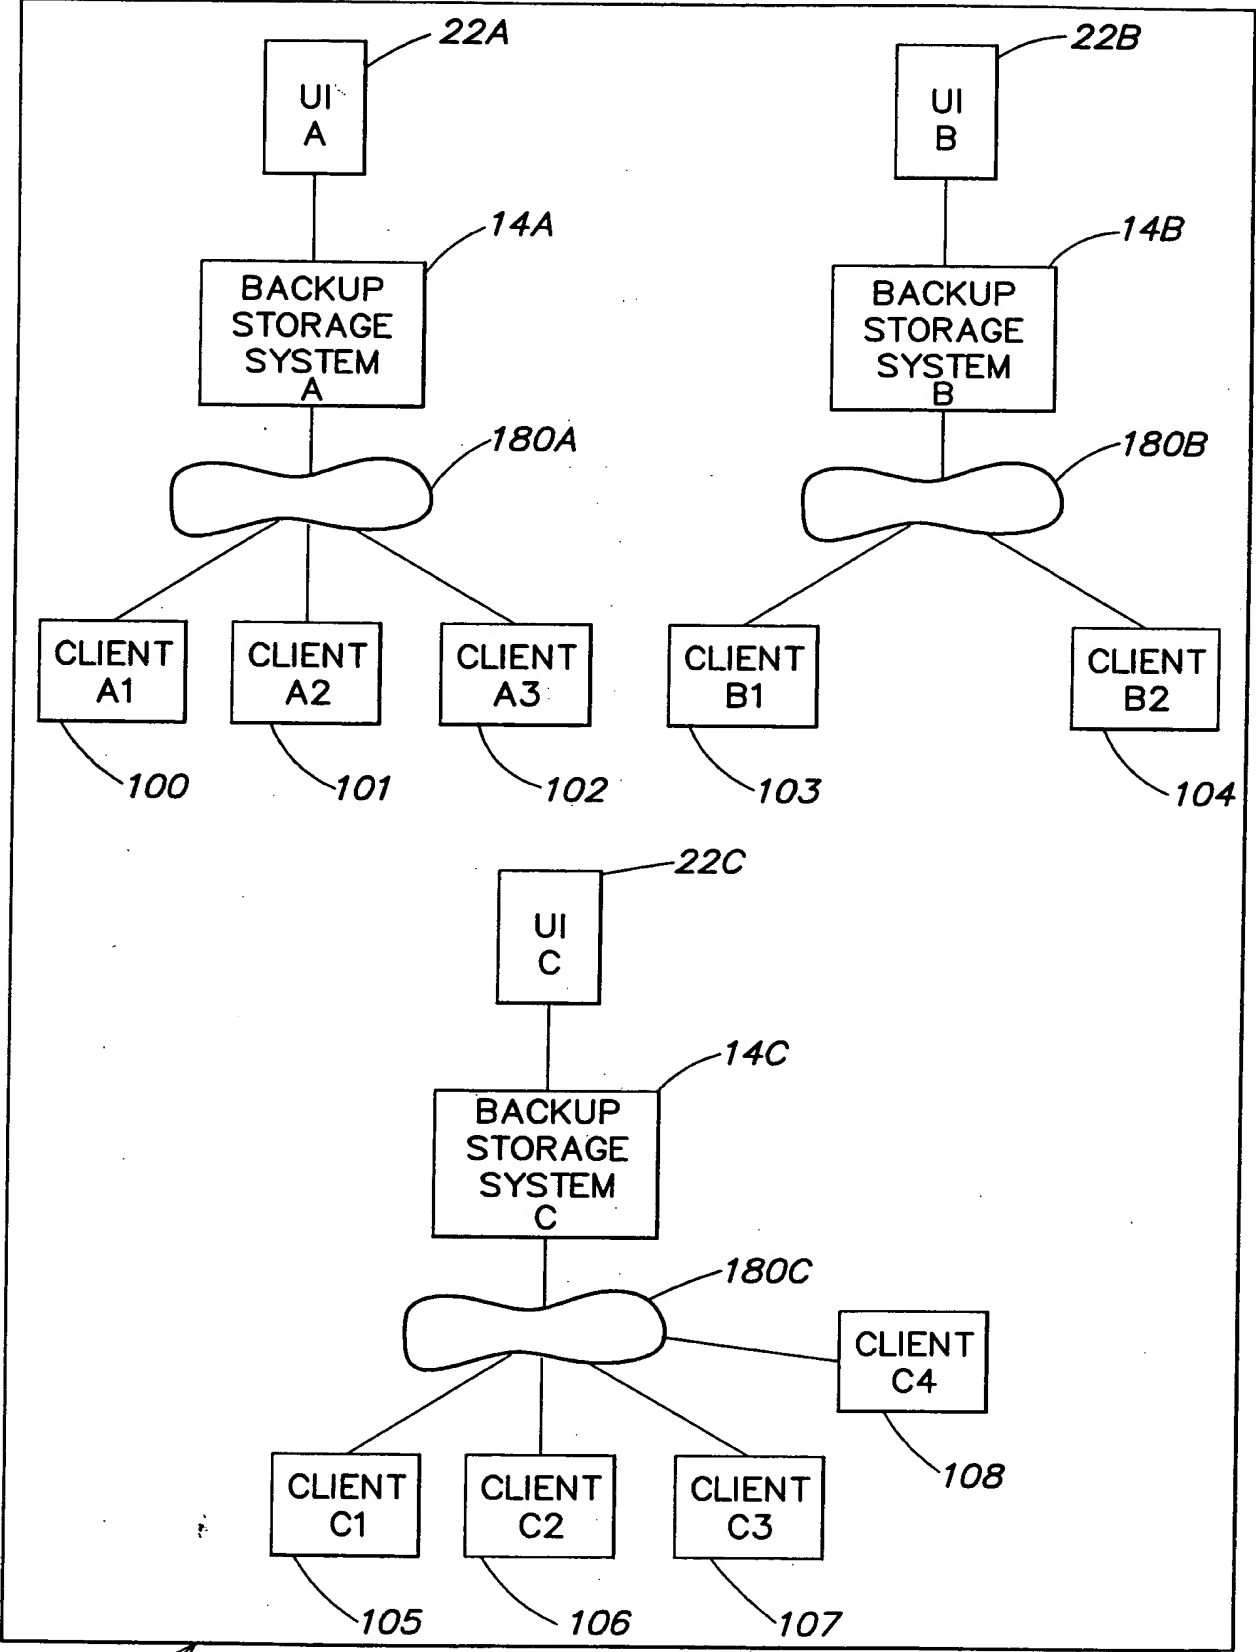 22A
UI
A
14A
BACKUP
STORAGE
SYSTEM
A
180A
CLIENT
A1
CLIENT
A2
CLIENT
A3
100
101
102
22B
UI
B
14B
BACKUP
STORAGE
SYSTEM
B
180B
CLIENT
B1
CLIENT
B2
103
104
22C
UI
C
14C
BACKUP
STORAGE
SYSTEM
C
180C
CLIENT
C4
108
CLIENT
C1
CLIENT
C2
CLIENT
C3
105
106
107